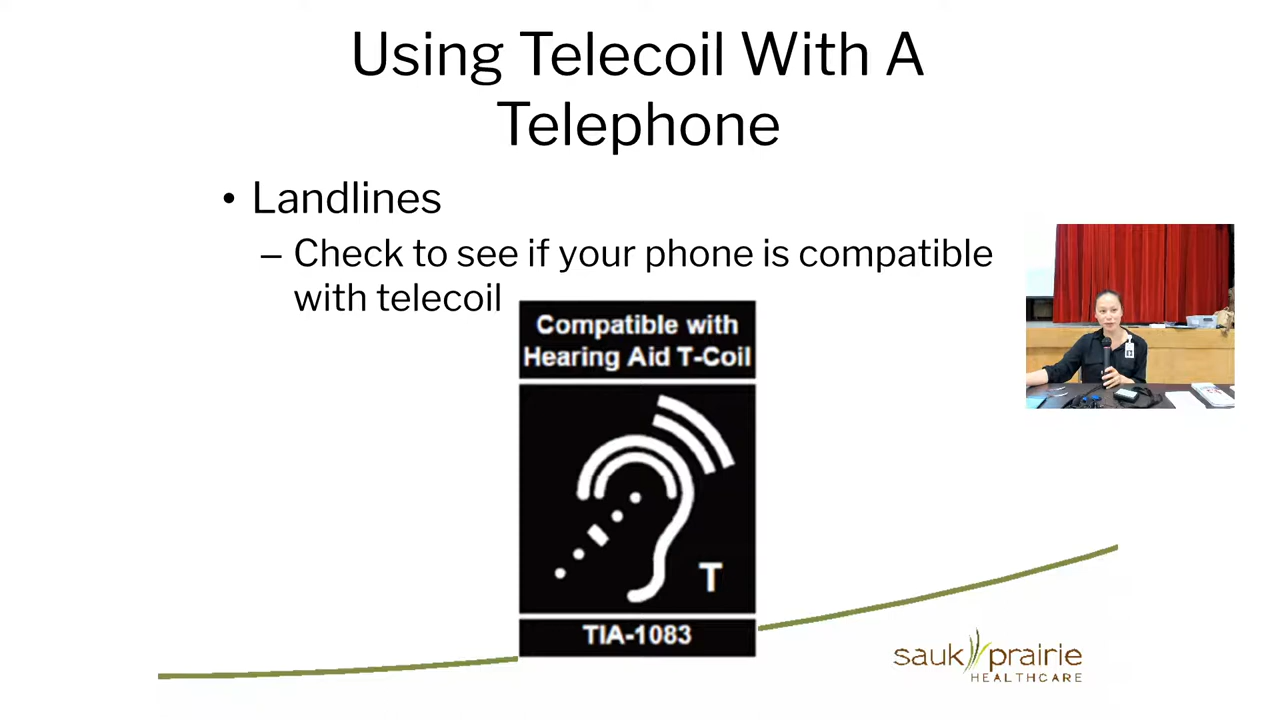 Using Telecoil With A
Telephone
• Landlines
– Check to see if your phone is compatible
with telecoil
Compatible with
Hearing Aid T-Coil
T
TIA-1083
sauk prairie
HEALTHCARE